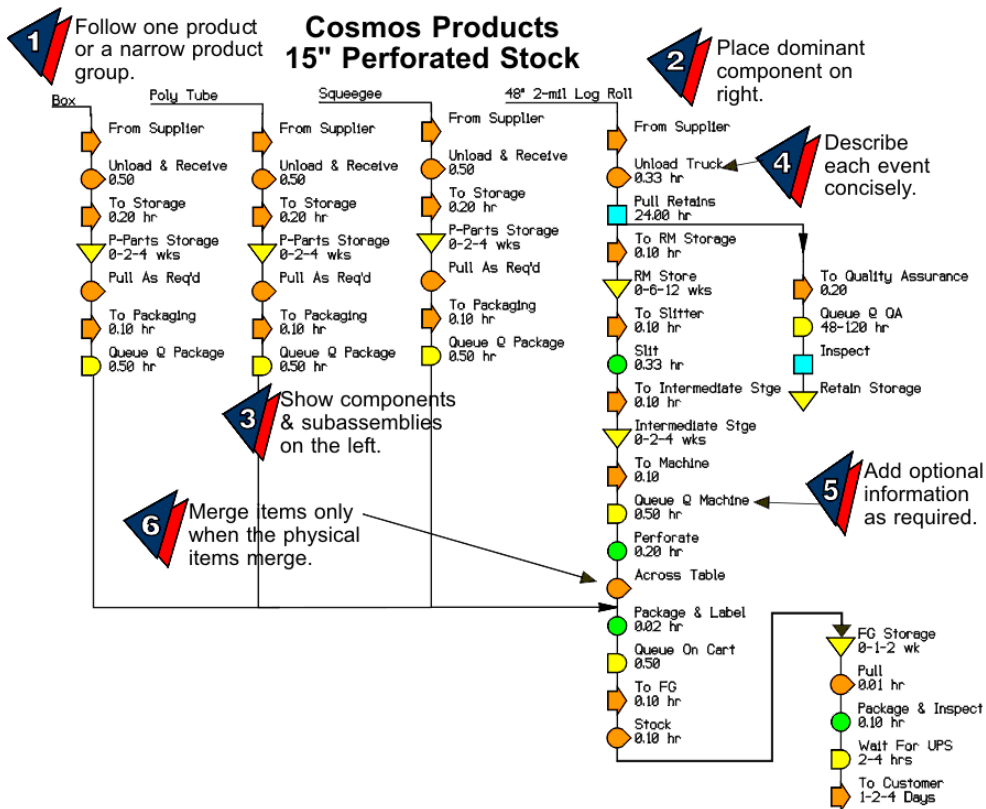 Cosmos Products
15" Perforated Stock
1
Follow one product
or a narrow product
group.
2
Place dominant
component on
right.
Box
From Supplier
Unload & Receive
0.50
To Storage
0.20 hr
P-Parts Storage
0-2-4 wks
Pull As Req'd
To Packaging
0.10 hr
Queue @ Package
0.50 hr
Poly Tube
From Supplier
Unload & Receive
0.50
To Storage
0.20 hr
P-Parts Storage
0-2-4 wks
Pull As Req'd
To Packaging
0.10 hr
Queue @ Package
0.50 hr
Squeegee
From Supplier
Unload & Receive
0.50
To Storage
0.20 hr
P-Parts Storage
0-2-4 wks
Pull As Req'd
To Packaging
0.10 hr
Queue @ Package
0.50 hr
48" 2-mil Log Roll
From Supplier
Unload Truck
0.33 hr
Pull Retains
24.00 hr
To RM Storage
0.10 hr
RM Store
0-6-12 wks
To Slitter
0.10 hr
Slit
0.33 hr
To Intermediate Stge
0.10 hr
Intermediate Stge
0-2-4 wks
To Machine
0.10
Queue @ Machine
0.50 hr
Perforate
0.20 hr
Across Table
Package & Label
0.02 hr
Queue On Cart
0.50
To FG
0.10 hr
Stock
0.10 hr
4
Describe
each event
concisely.
To Quality Assurance
0.20
Queue @ QA
48-120 hr
Inspect
Retain Storage
3
Show components
& subassemblies
on the left.
5
Add optional
information
as required.
6
Merge items only
when the physical
items merge.
FG Storage
0-1-2 wk
Pull
0.01 hr
Package & Inspect
0.10 hr
Wait For UPS
2-4 hrs
To Customer
1-2-4 Days